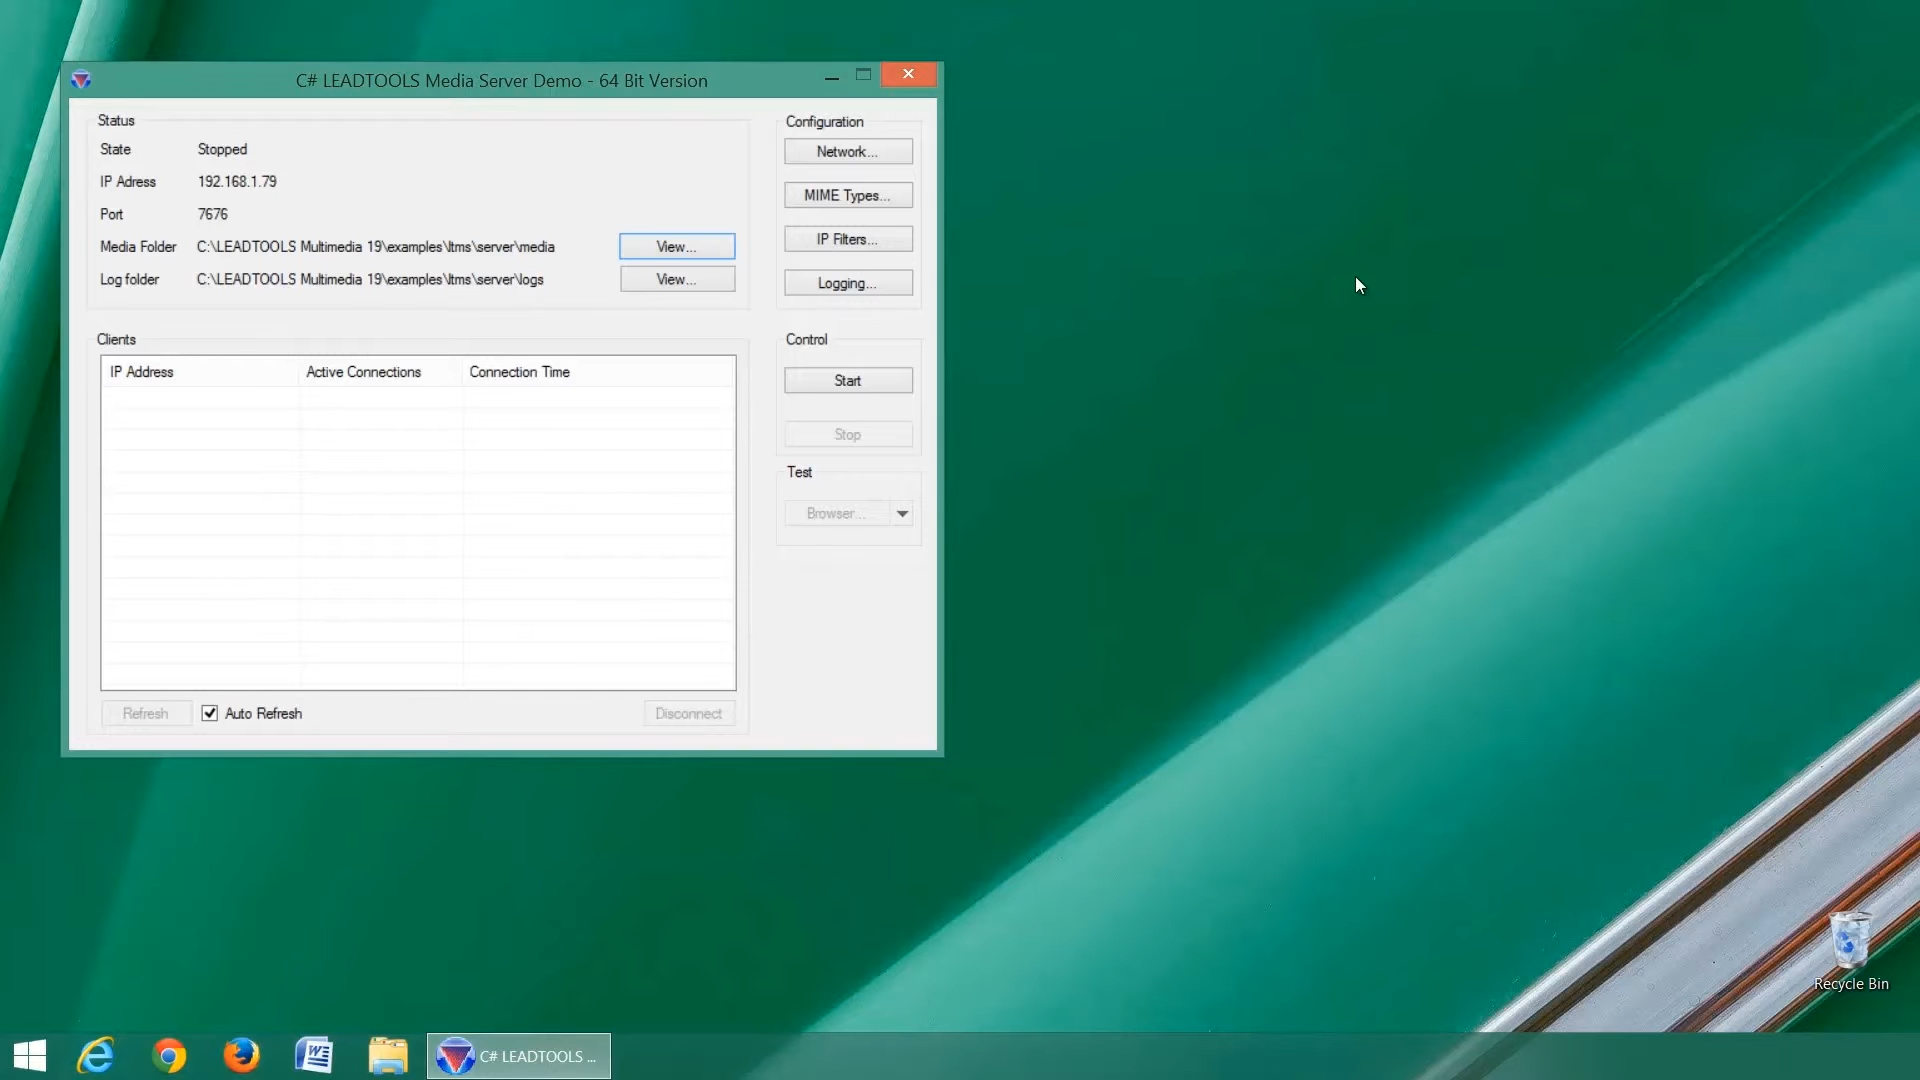 C# LEADTOOLS Media Server Demo - 64 Bit Version
Status
State Stopped
IP Adress 192.168.1.79
Port 7676
Media Folder C:\LEADTOOLS Multimedia 19\examples\ltms\server\media View...
Log folder C:\LEADTOOLS Multimedia 19\examples\ltms\server\logs View...
Configuration
Network...
MIME Types...
IP Filters...
Logging...
Clients
IP Address Active Connections Connection Time
Refresh Auto Refresh Disconnect
Control
Start
Stop
Test
Browser...
Recycle Bin
C# LEADTOOLS ...